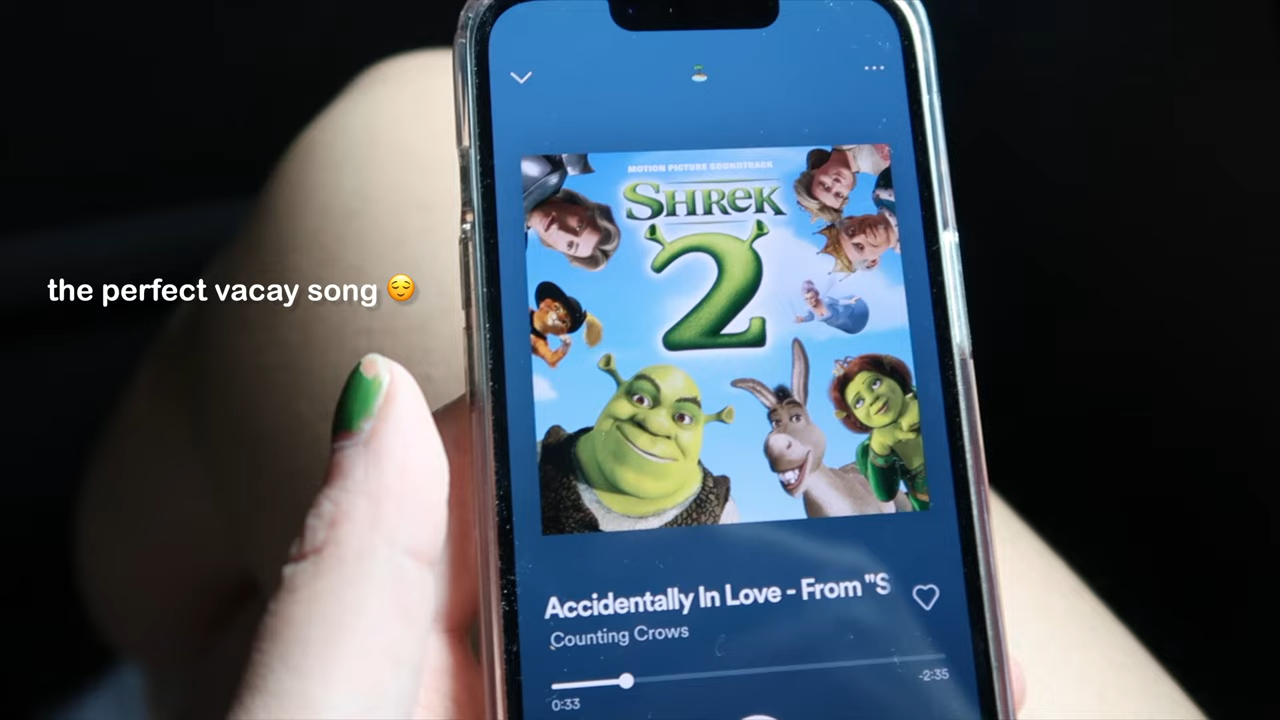 MOTION PICTURE SOUNDTRACK
SHREK
2
the perfect vacay song 😌
Accidentally In Love - From "S
Counting Crows
0:33
-2:35